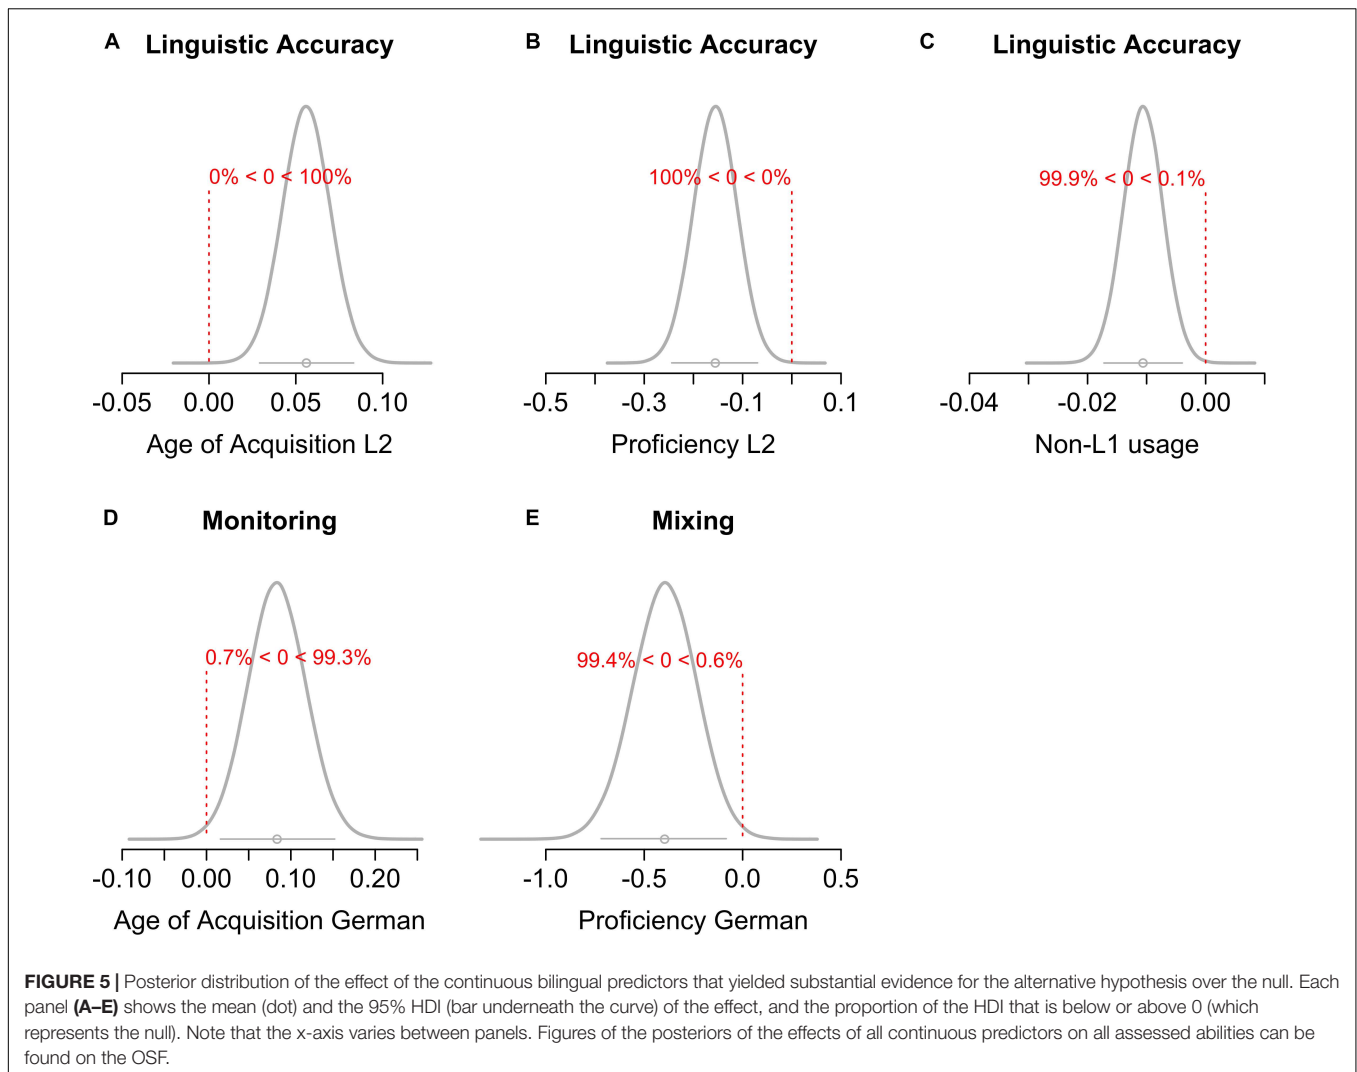 A Linguistic Accuracy
0% < 0 < 100%
-0.05 0.00 0.05 0.10
Age of Acquisition L2
B Linguistic Accuracy
100% < 0 < 0%
-0.5 -0.3 -0.1 0.1
Proficiency L2
C Linguistic Accuracy
99.9% < 0 < 0.1%
-0.04 -0.02 0.00
Non-L1 usage
D Monitoring
0.7% < 0 < 99.3%
-0.10 0.00 0.10 0.20
Age of Acquisition German
E Mixing
99.4% < 0 < 0.6%
-1.0 -0.5 0.0 0.5
Proficiency German
FIGURE 5 | Posterior distribution of the effect of the continuous bilingual predictors that yielded substantial evidence for the alternative hypothesis over the null. Each
panel (A–E) shows the mean (dot) and the 95% HDI (bar underneath the curve) of the effect, and the proportion of the HDI that is below or above 0 (which
represents the null). Note that the x-axis varies between panels. Figures of the posteriors of the effects of all continuous predictors on all assessed abilities can be
found on the OSF.